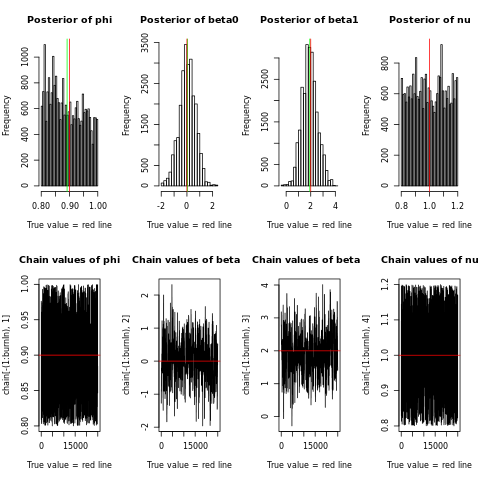 Posterior of phi
Posterior of beta0
Posterior of beta1
Posterior of nu
Frequency
0 200 400 600 800 1000
0.80 0.90 1.00
True value = red line
Frequency
0 500 1500 2500 3500
-2 0 2
True value = red line
Frequency
0 500 1500 2500
0 2 4
True value = red line
Frequency
0 200 400 600 800
0.8 1.0 1.2
True value = red line
Chain values of phi
Chain values of beta
Chain values of beta
Chain values of nu
chain[-(1:burnIn), 1]
0.80 0.85 0.90 0.95 1.00
0 15000
True value = red line
chain[-(1:burnIn), 2]
-2 -1 0 1 2
0 15000
True value = red line
chain[-(1:burnIn), 3]
0 1 2 3 4
0 15000
True value = red line
chain[-(1:burnIn), 4]
0.8 0.9 1.0 1.1 1.2
0 15000
True value = red line